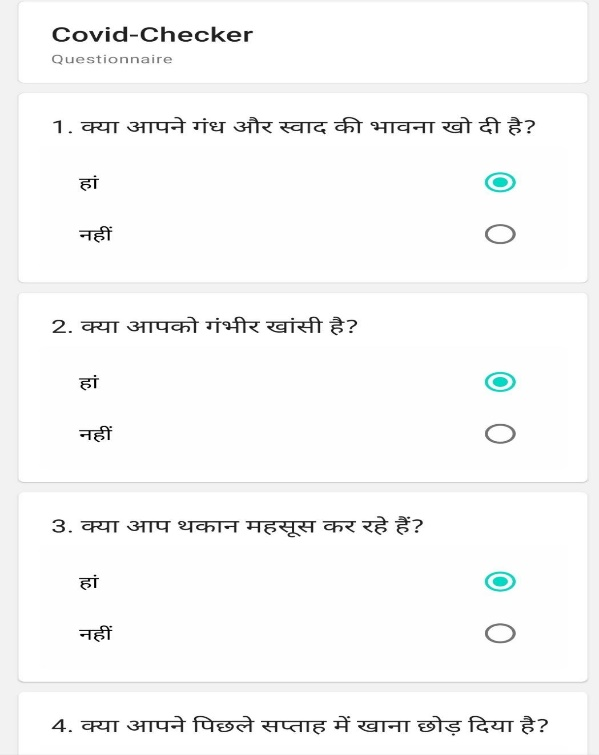 Covid-Checker
Questionnaire
1. क्या आपने गंध और स्वाद की भावना खो दी है?
हां
नहीं
2. क्या आपको गंभीर खांसी है?
हां
नहीं
3. क्या आप थकान महसूस कर रहे हैं?
हां
नहीं
4. क्या आपने पिछले सप्ताह में खाना छोड़ दिया है?